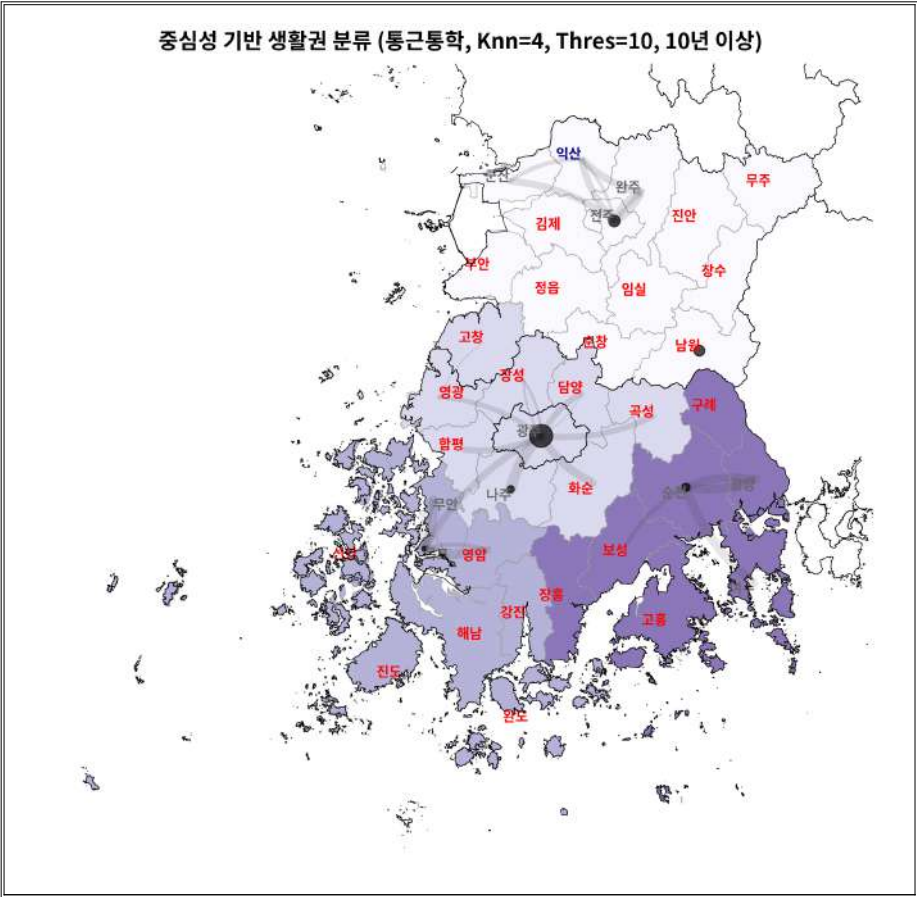 중심성 기반 생활권 분류 (통근통학, Knn=4, Thres=10, 10년 이상)
익산
군산
무주
완주
전주
진안
김제
부안
장수
정읍
임실
고창
순창
남원
장성
영광
담양
구례
곡성
함평
나주
화순
무안
순천
영암
보성
장흥
강진
고흥
해남
진도
완도